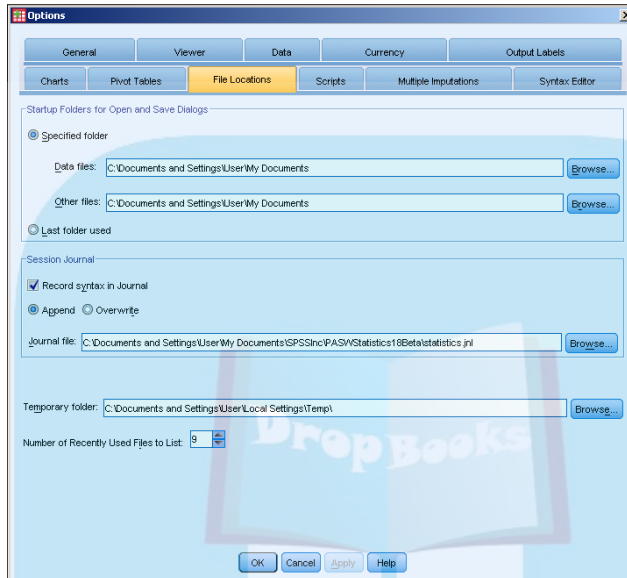 Options
General Viewer Data Currency Output Labels
Charts Pivot Tables File Locations Scripts Multiple Imputations Syntax Editor
Startup Folders for Open and Save Dialogs
Specified folder
Data files: C:\Documents and Settings\User\My Documents Browse...
Other files: C:\Documents and Settings\User\My Documents Browse...
Last folder used
Session Journal
Record syntax in Journal
Append Overwrite
Journal file: C:\Documents and Settings\User\My Documents\SPSSInc\PASWStatistics18Beta\statistics.jnl Browse...
Temporary folder: C:\Documents and Settings\User\Local Settings\Temp\ Browse...
DropBooks
Number of Recently Used Files to List: 9
OK Cancel Apply Help